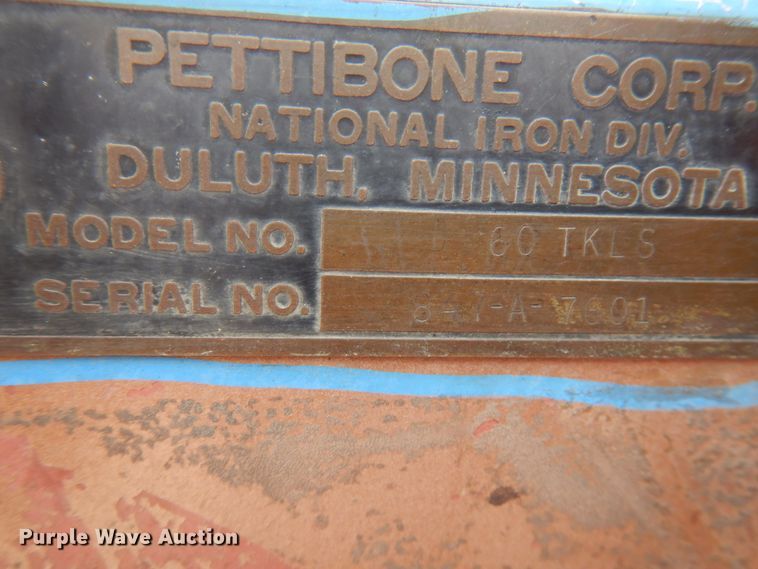 PETTIBONE CORP.
NATIONAL IRON DIV.
DULUTH, MINNESOTA
MODEL NO. 60 TKLS
SERIAL NO.
Purple Wave Auction